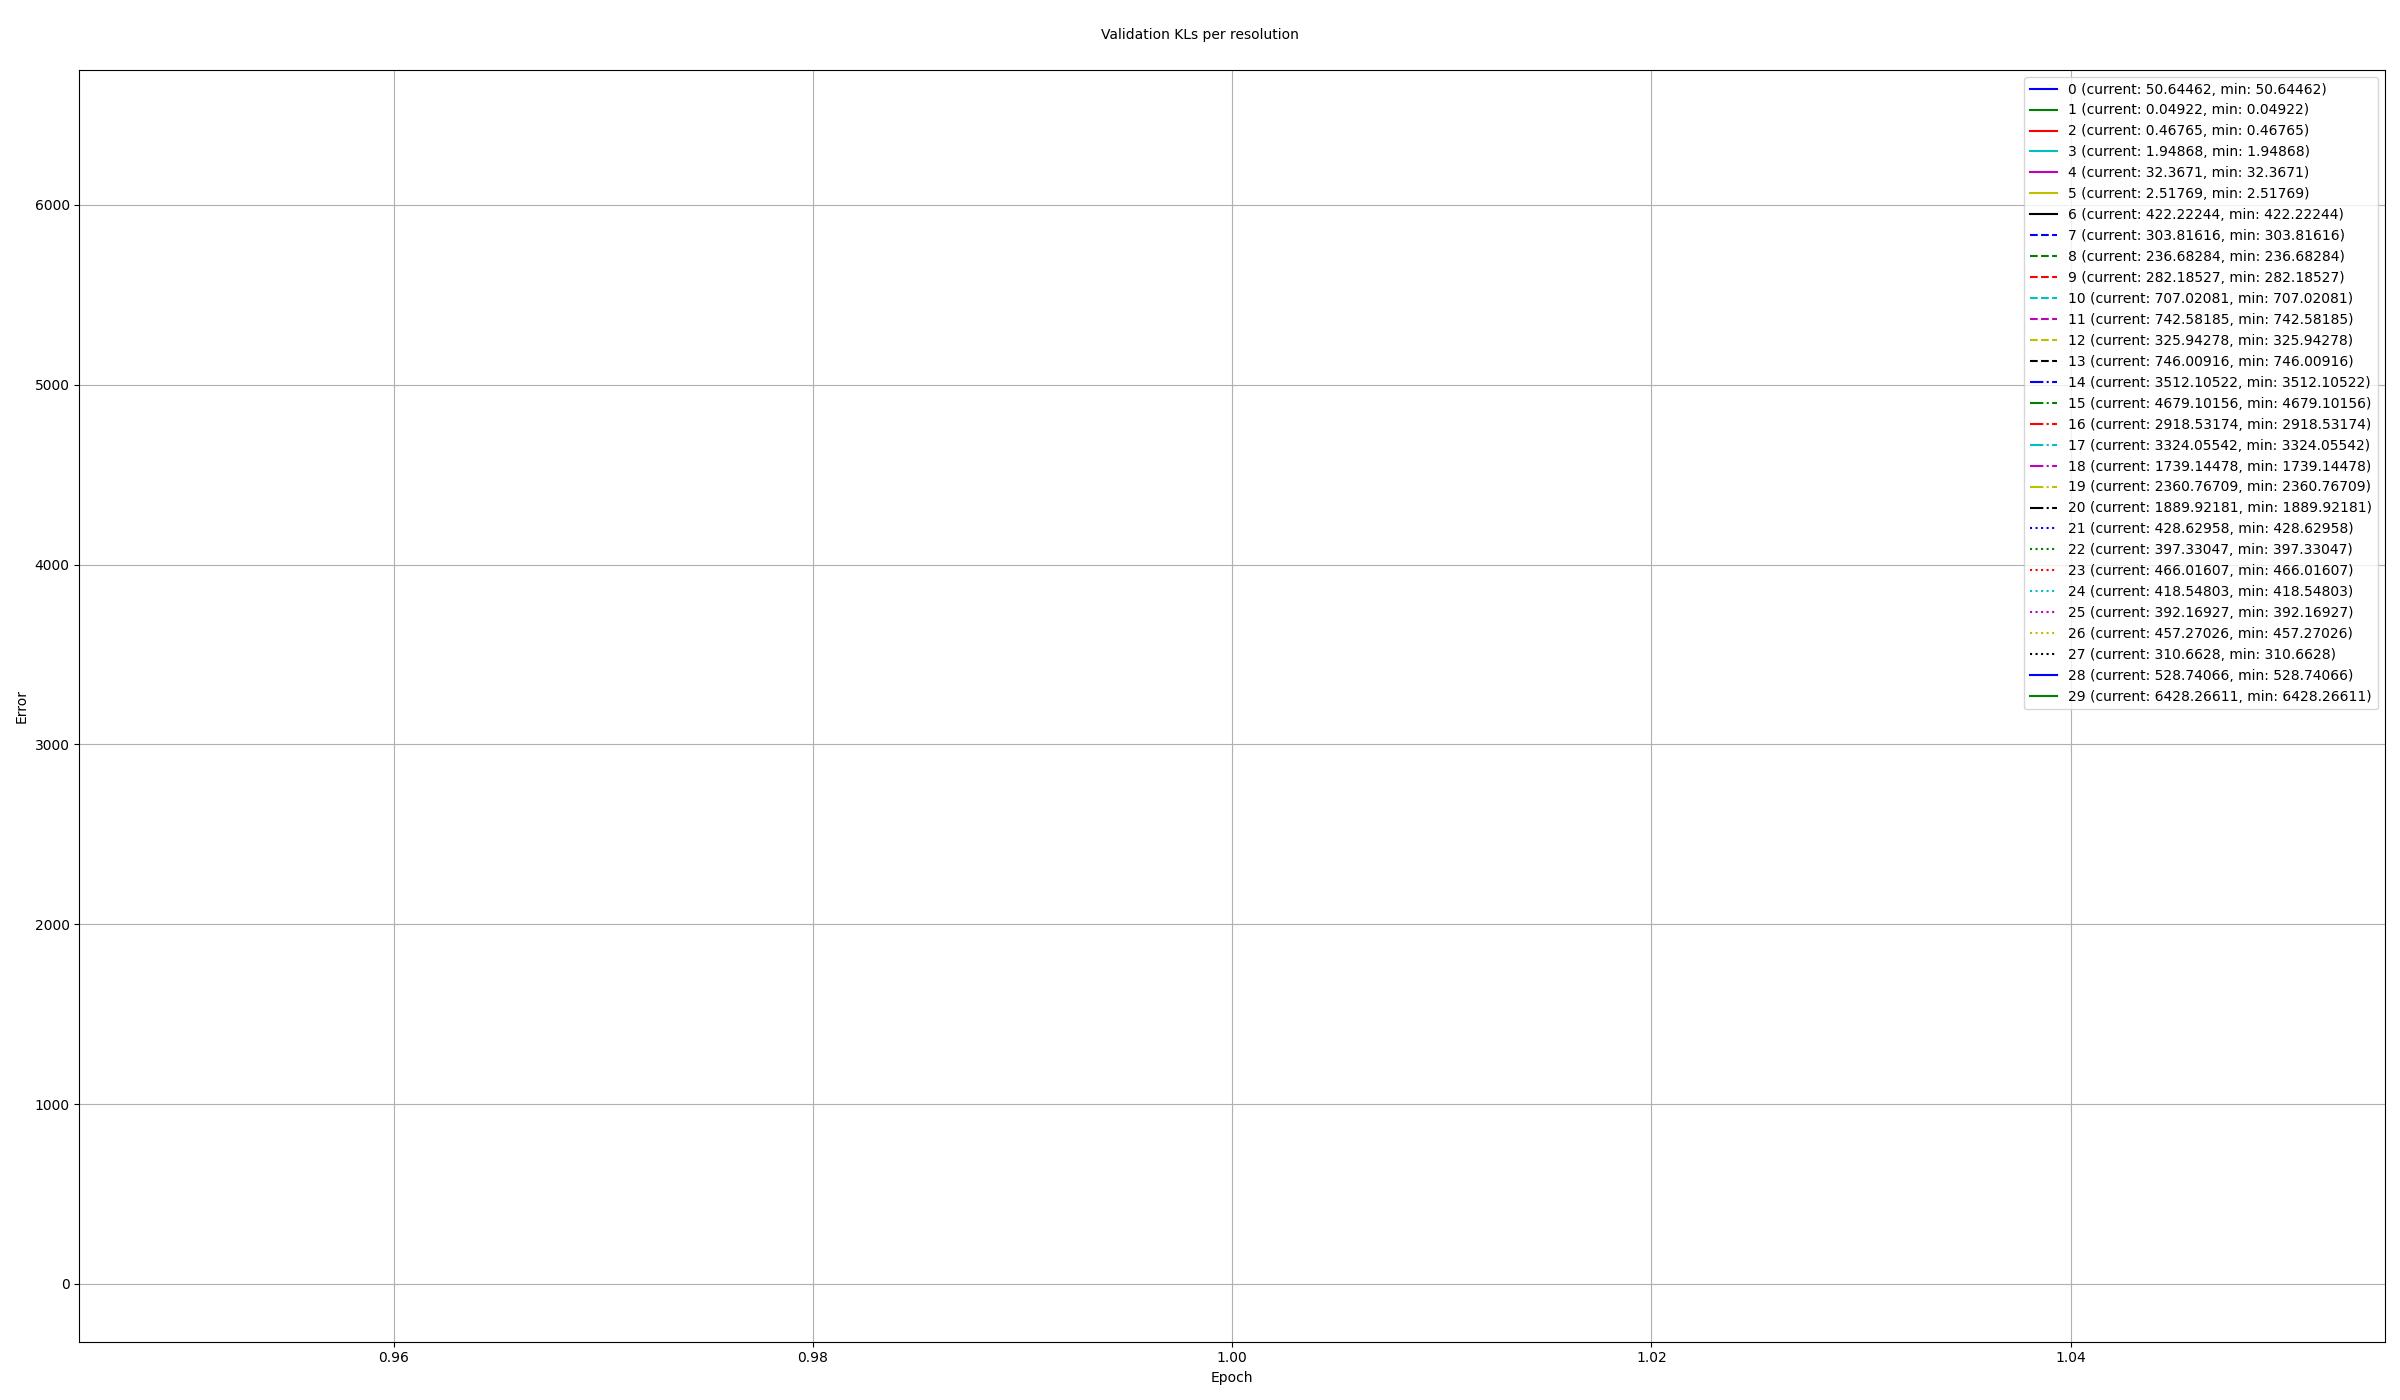 Validation KLs per resolution
0 (current: 50.64462, min: 50.64462)
1 (current: 0.04922, min: 0.04922)
2 (current: 0.46765, min: 0.46765)
3 (current: 1.94868, min: 1.94868)
4 (current: 32.3671, min: 32.3671)
5 (current: 2.51769, min: 2.51769)
6 (current: 422.22244, min: 422.22244)
7 (current: 303.81616, min: 303.81616)
8 (current: 236.68284, min: 236.68284)
9 (current: 282.18527, min: 282.18527)
10 (current: 707.02081, min: 707.02081)
11 (current: 742.58185, min: 742.58185)
12 (current: 325.94278, min: 325.94278)
13 (current: 746.00916, min: 746.00916)
14 (current: 3512.10522, min: 3512.10522)
15 (current: 4679.10156, min: 4679.10156)
16 (current: 2918.53174, min: 2918.53174)
17 (current: 3324.05542, min: 3324.05542)
18 (current: 1739.14478, min: 1739.14478)
19 (current: 2360.76709, min: 2360.76709)
20 (current: 1889.92181, min: 1889.92181)
21 (current: 428.62958, min: 428.62958)
22 (current: 397.33047, min: 397.33047)
23 (current: 466.01607, min: 466.01607)
24 (current: 418.54803, min: 418.54803)
25 (current: 392.16927, min: 392.16927)
26 (current: 457.27026, min: 457.27026)
27 (current: 310.6628, min: 310.6628)
28 (current: 528.74066, min: 528.74066)
29 (current: 6428.26611, min: 6428.26611)
6000
5000
4000
3000
2000
1000
0
Error
0.96
0.98
1.00
1.02
1.04
Epoch